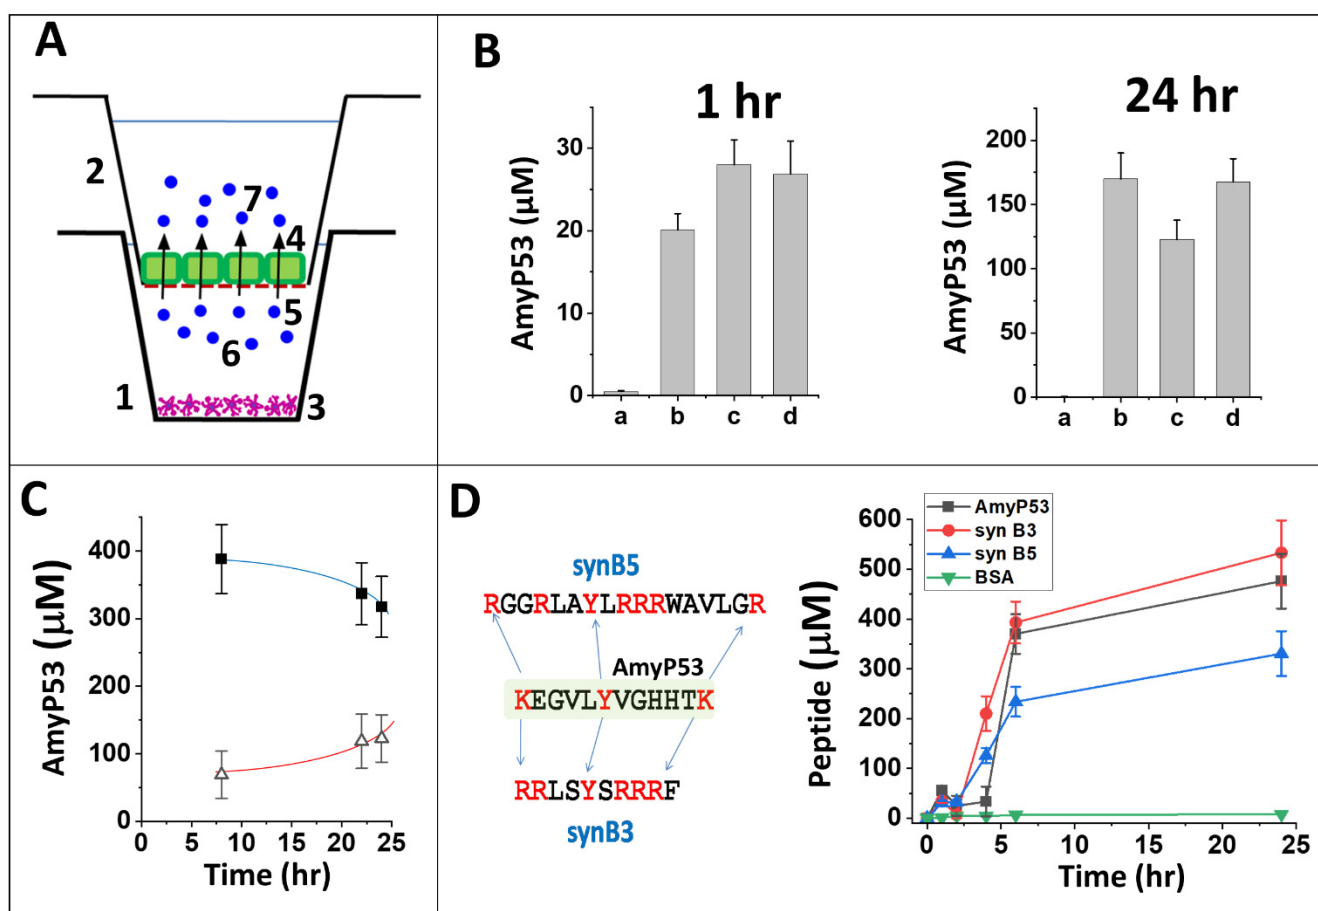 A
2
7
4
5
6
1
3
B
1 hr
AmyP53 (µM)
30
20
10
0
a b c d
24 hr
AmyP53 (µM)
200
150
100
50
0
a b c d
C
AmyP53 (µM)
400
300
200
100
0
0 5 10 15 20 25
Time (hr)
D
synB5
RGGRLAYLRRRWAVLGR
AmyP53
KEGVLYVGHHTK
RRLSYSRRRF
synB3
AmyP53
syn B3
syn B5
BSA
Peptide (µM)
600
500
400
300
200
100
0
0 5 10 15 20 25
Time (hr)